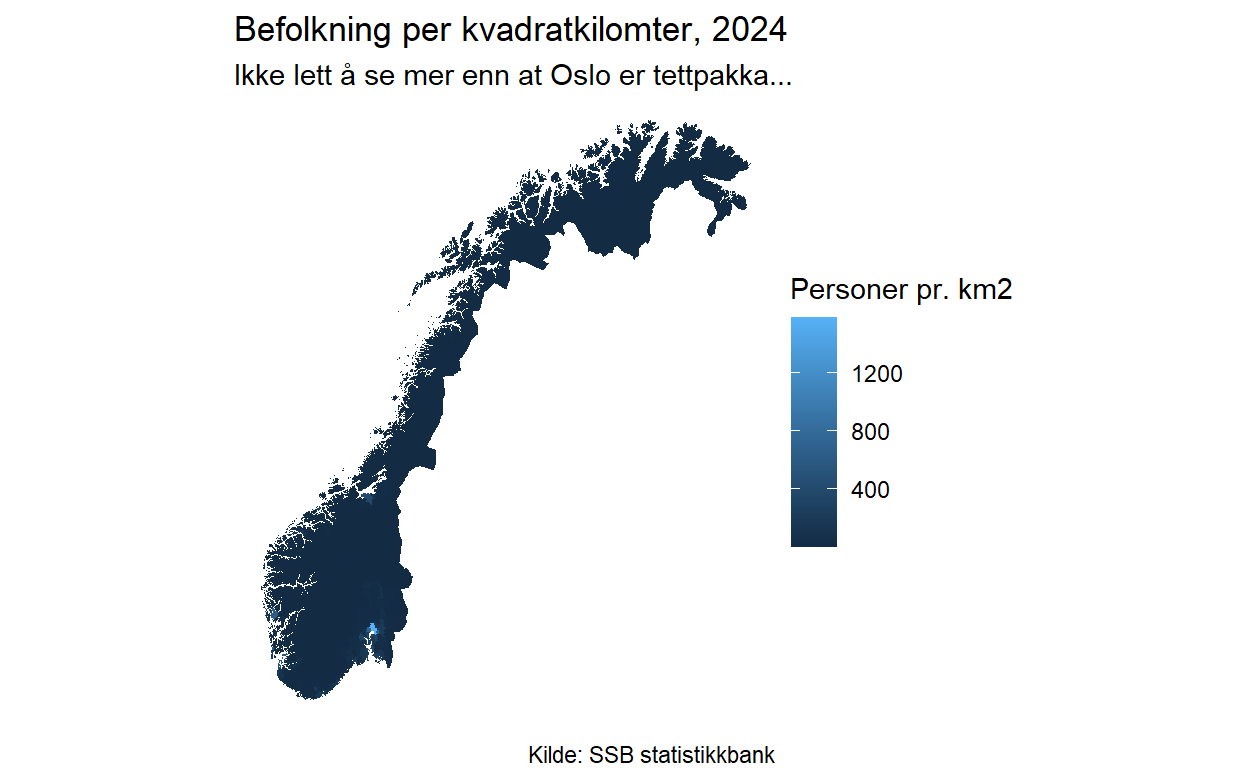 Befolkning per kvadratkilomter, 2024
Ikke lett å se mer enn at Oslo er tettpakka...
Personer pr. km2
1200
800
400
Kilde: SSB statistikkbank